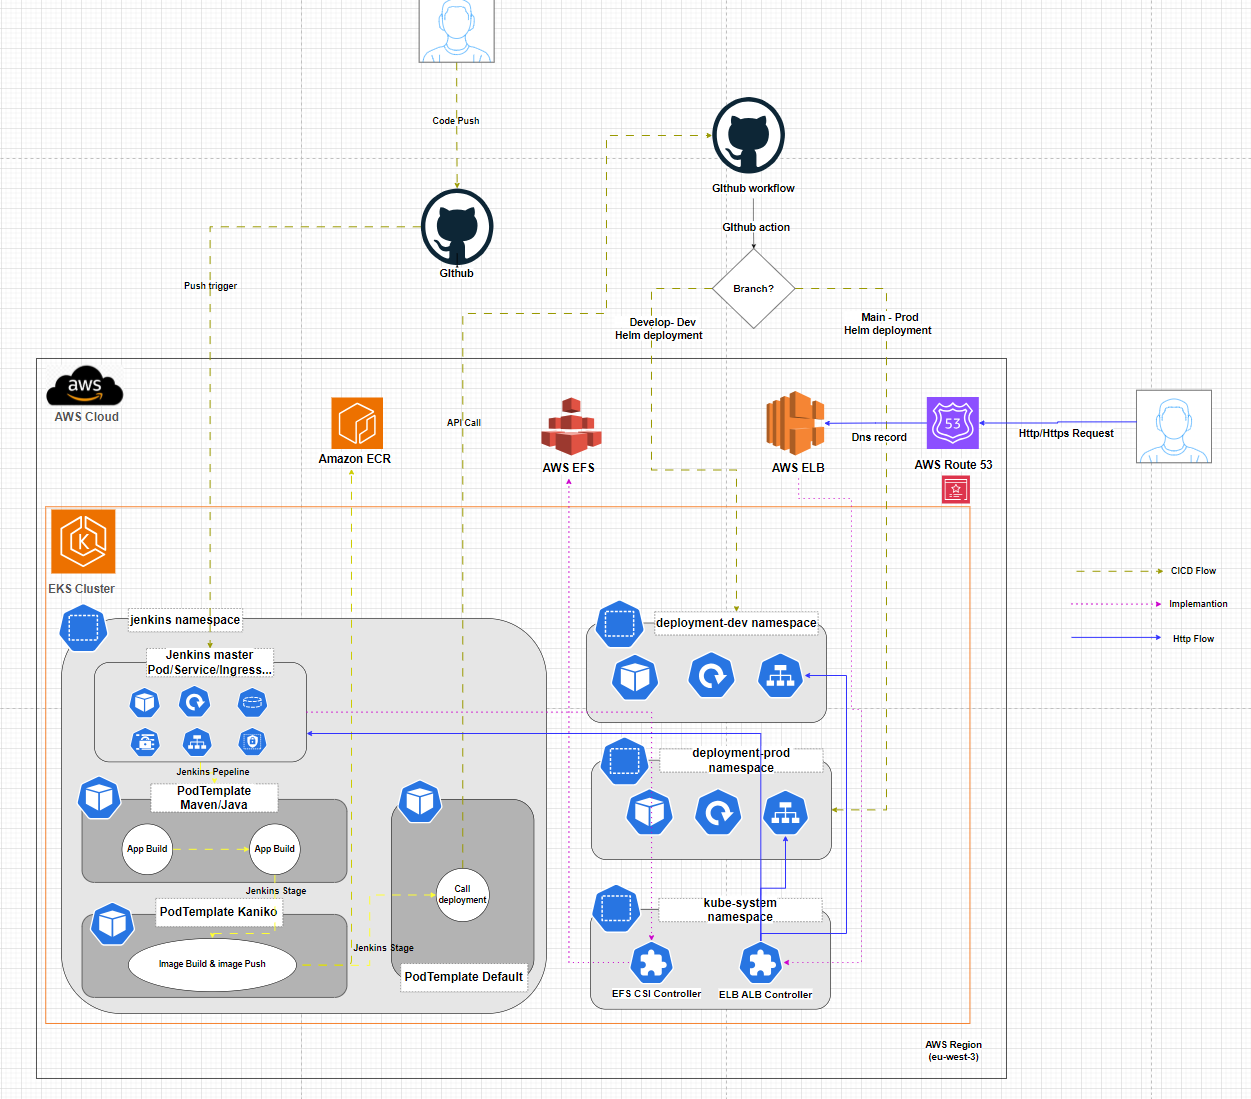 Code Push
GIthub workflow
GIthub action
GIthub
Push trigger
Branch?
Develop- Dev
Helm deployment
Main - Prod
Helm deployment
aws
AWS Cloud
API Call
Amazon ECR
AWS EFS
AWS ELB
Dns record
53
AWS Route 53
Http/Https Request
K
EKS Cluster
CICD Flow
Implemantion
Http Flow
jenkins namespace
Jenkins master
Pod/Service/Ingress...
deployment-dev namespace
Jenkins Pepeline
PodTemplate
Maven/Java
App Build
App Build
Jenkins Stage
PodTemplate Kaniko
Image Build & image Push
Jenkins Stage
Call
deployment
PodTemplate Default
deployment-prod
namespace
kube-system
namespace
EFS CSI Controller
ELB ALB Controller
AWS Region
(eu-west-3)